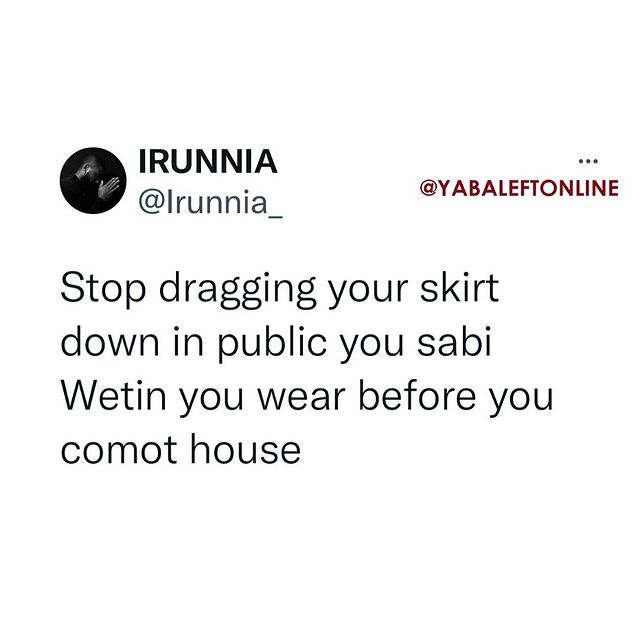 IRUNNIA
@Irunnia_
...
@YABALEFTONLINE
Stop dragging your skirt
down in public you sabi
Wetin you wear before you
comot house